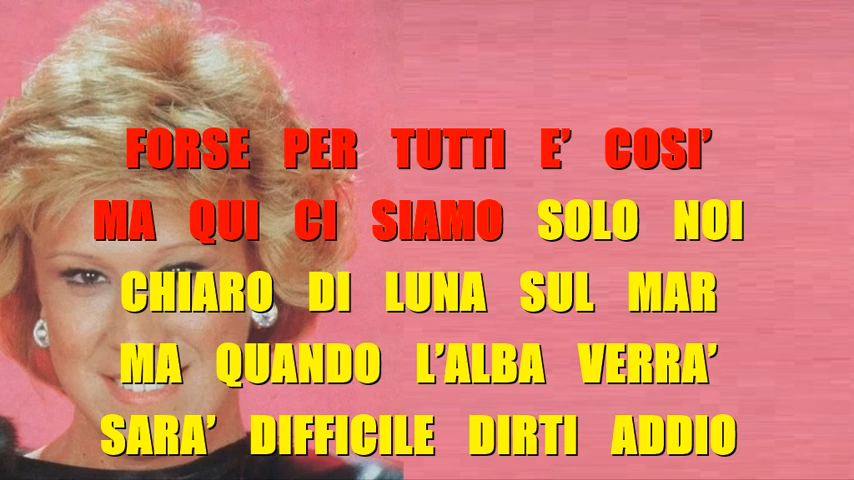 FORSE PER TUTTI E' COSI'
MA QUI CI SIAMO SOLO NOI
CHIARO DI LUNA SUL MAR
MA QUANDO L'ALBA VERRA'
SARA' DIFFICILE DIRTI ADDIO